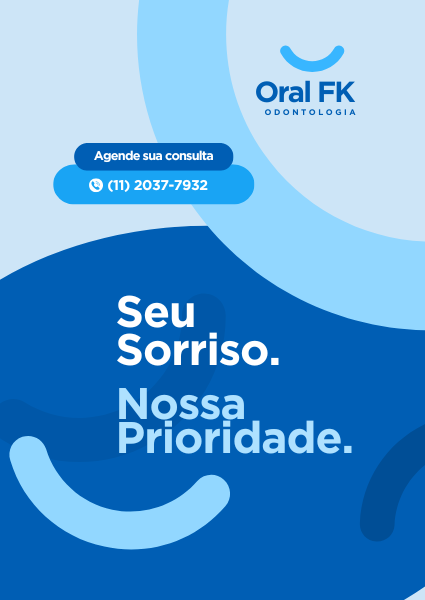 Oral FK
ODONTOLOGIA
Agende sua consulta
(11) 2037-7932
Seu
Sorriso.
Nossa
Prioridade.